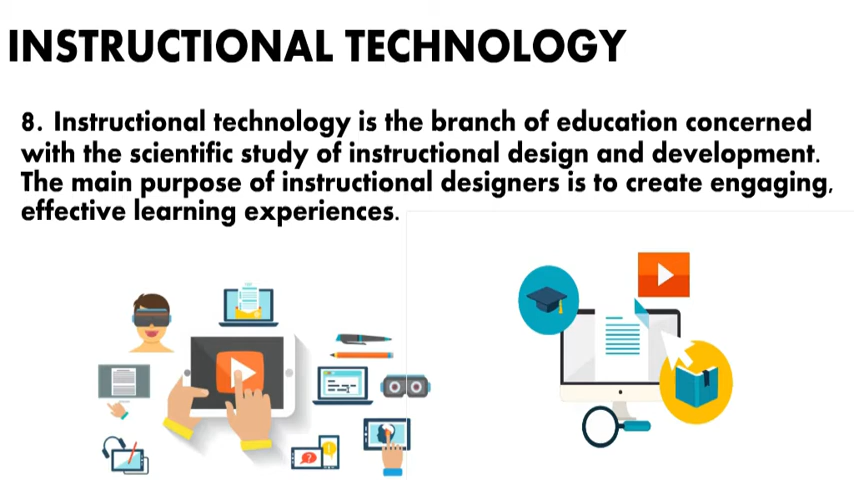 INSTRUCTIONAL TECHNOLOGY
8. Instructional technology is the branch of education concerned
with the scientific study of instructional design and development.
The main purpose of instructional designers is to create engaging,
effective learning experiences.